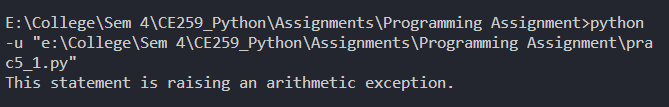 E:\College\Sem 4\CE259_Python\Assignments\Programming Assignment>python
-u "e:\College\Sem 4\CE259_Python\Assignments\Programming Assignment\pra
c5_1.py"
This statement is raising an arithmetic exception.